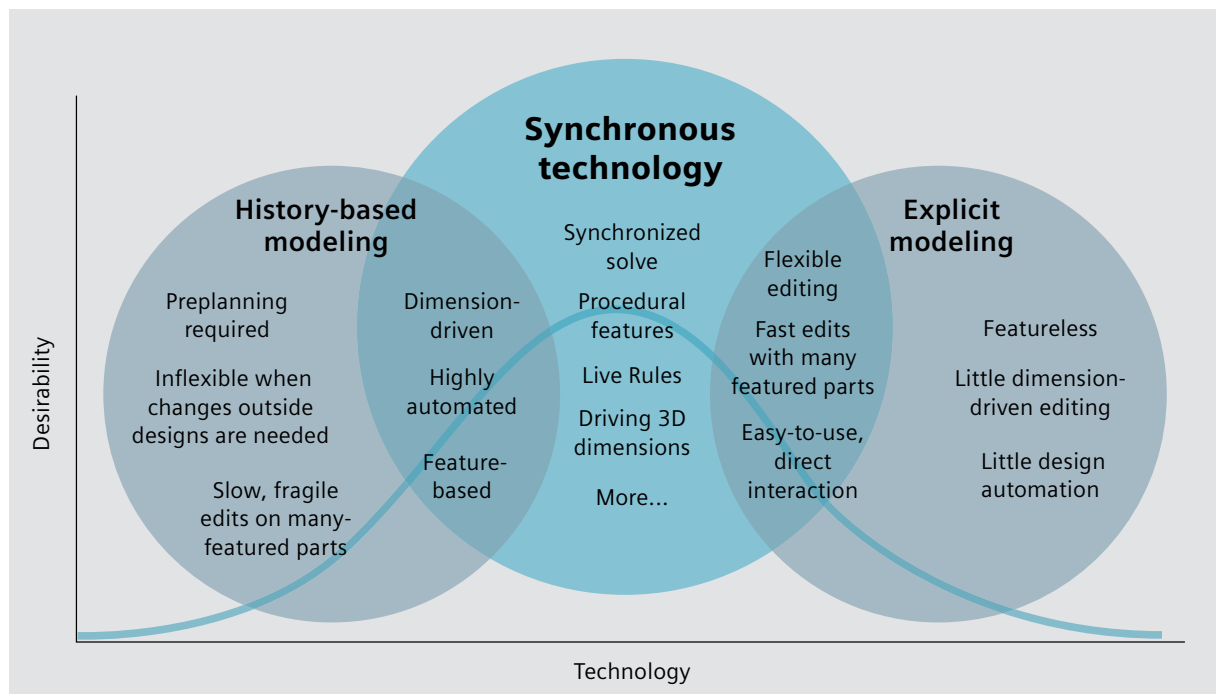 Synchronous
technology
History-based
modeling
Explicit
modeling
Preplanning
required
Inflexible when
changes outside
designs are needed
Slow, fragile
edits on many-
featured parts
Dimension-
driven
Highly
automated
Feature-
based
Synchronized
solve
Procedural
features
Live Rules
Driving 3D
dimensions
More...
Flexible
editing
Fast edits
with many
featured parts
Easy-to-use,
direct
interaction
Featureless
Little dimension-
driven editing
Little design
automation
Desirability
Technology